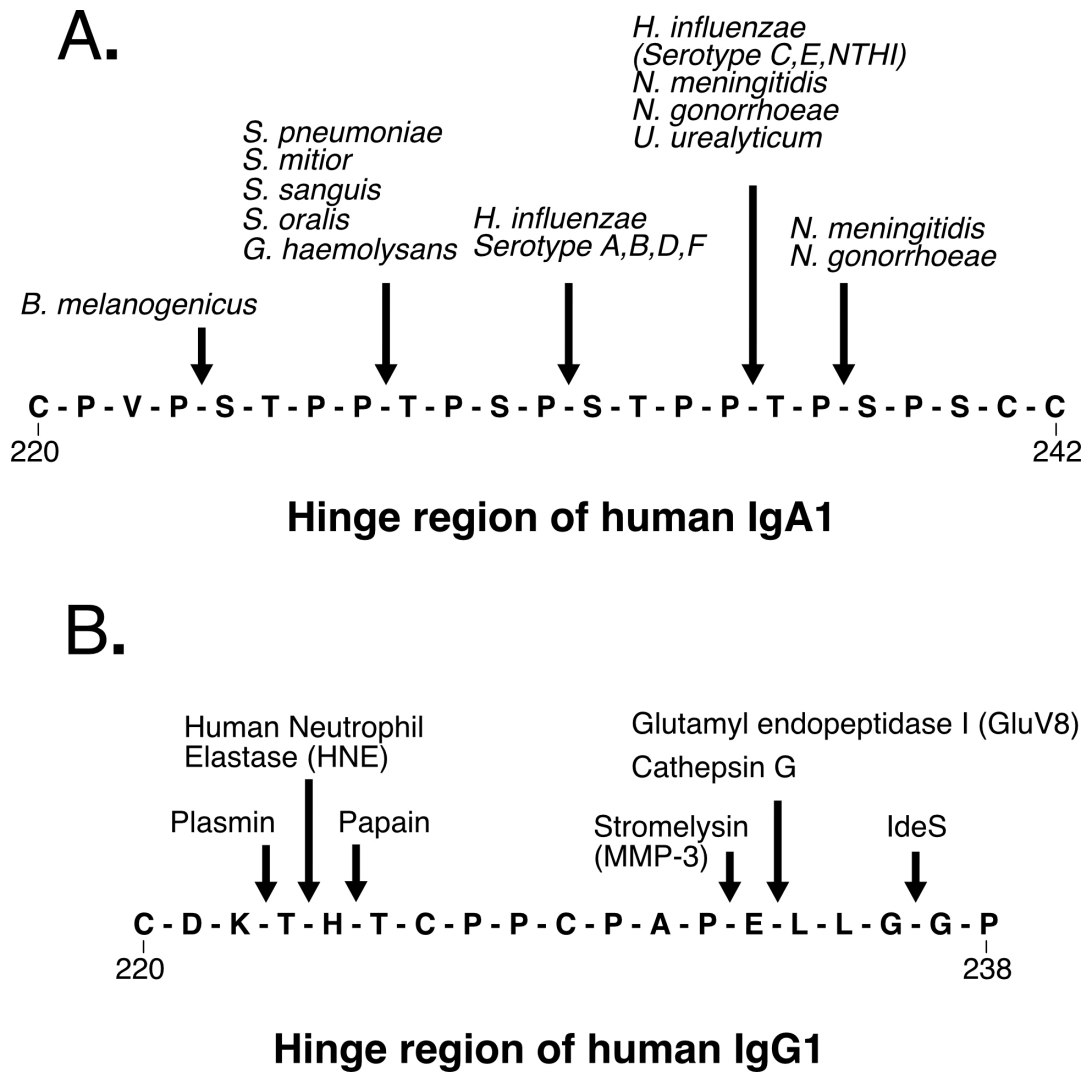 A.
H. influenzae
(Serotype C,E,NTHI)
N. meningitidis
N. gonorrhoeae
U. urealyticum
S. pneumoniae
S. mitior
S. sanguis
S. oralis
G. haemolysans
H. influenzae
Serotype A,B,D,F
N. meningitidis
N. gonorrhoeae
B. melanogenicus
C - P - V - P - S - T - P - P - T - P - S - P - S - T - P - P - T - P - S - P - S - C - C
220
242
Hinge region of human IgA1
B.
Human Neutrophil
Elastase (HNE)
Glutamyl endopeptidase I (GluV8)
Cathepsin G
Plasmin
Papain
Stromelysin
(MMP-3)
IdeS
C - D - K - T - H - T - C - P - P - C - P - A - P - E - L - L - G - G - P
220
238
Hinge region of human IgG1